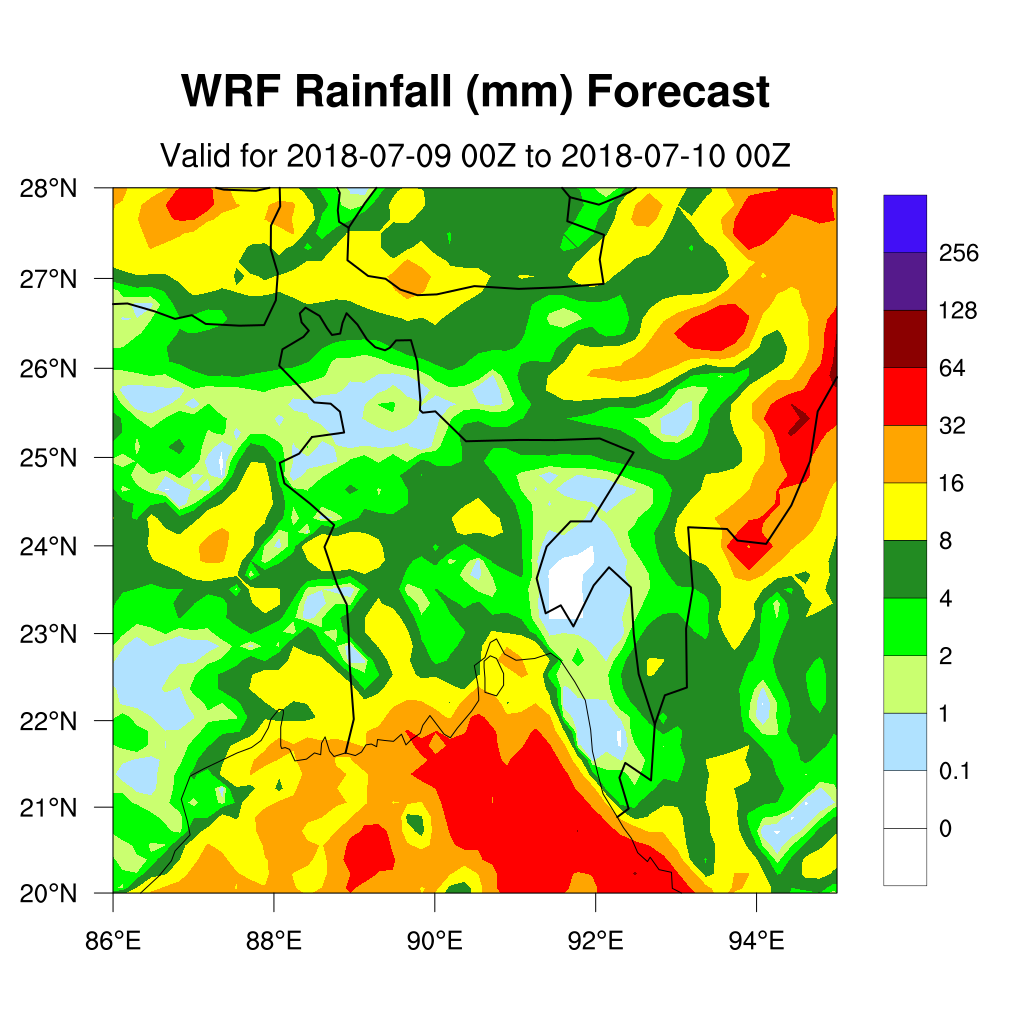 WRF Rainfall (mm) Forecast
Valid for 2018-07-09 00Z to 2018-07-10 00Z
28°N
27°N
26°N
25°N
24°N
23°N
22°N
21°N
20°N
86°E
88°E
90°E
92°E
94°E
256
128
64
32
16
8
4
2
1
0.1
0